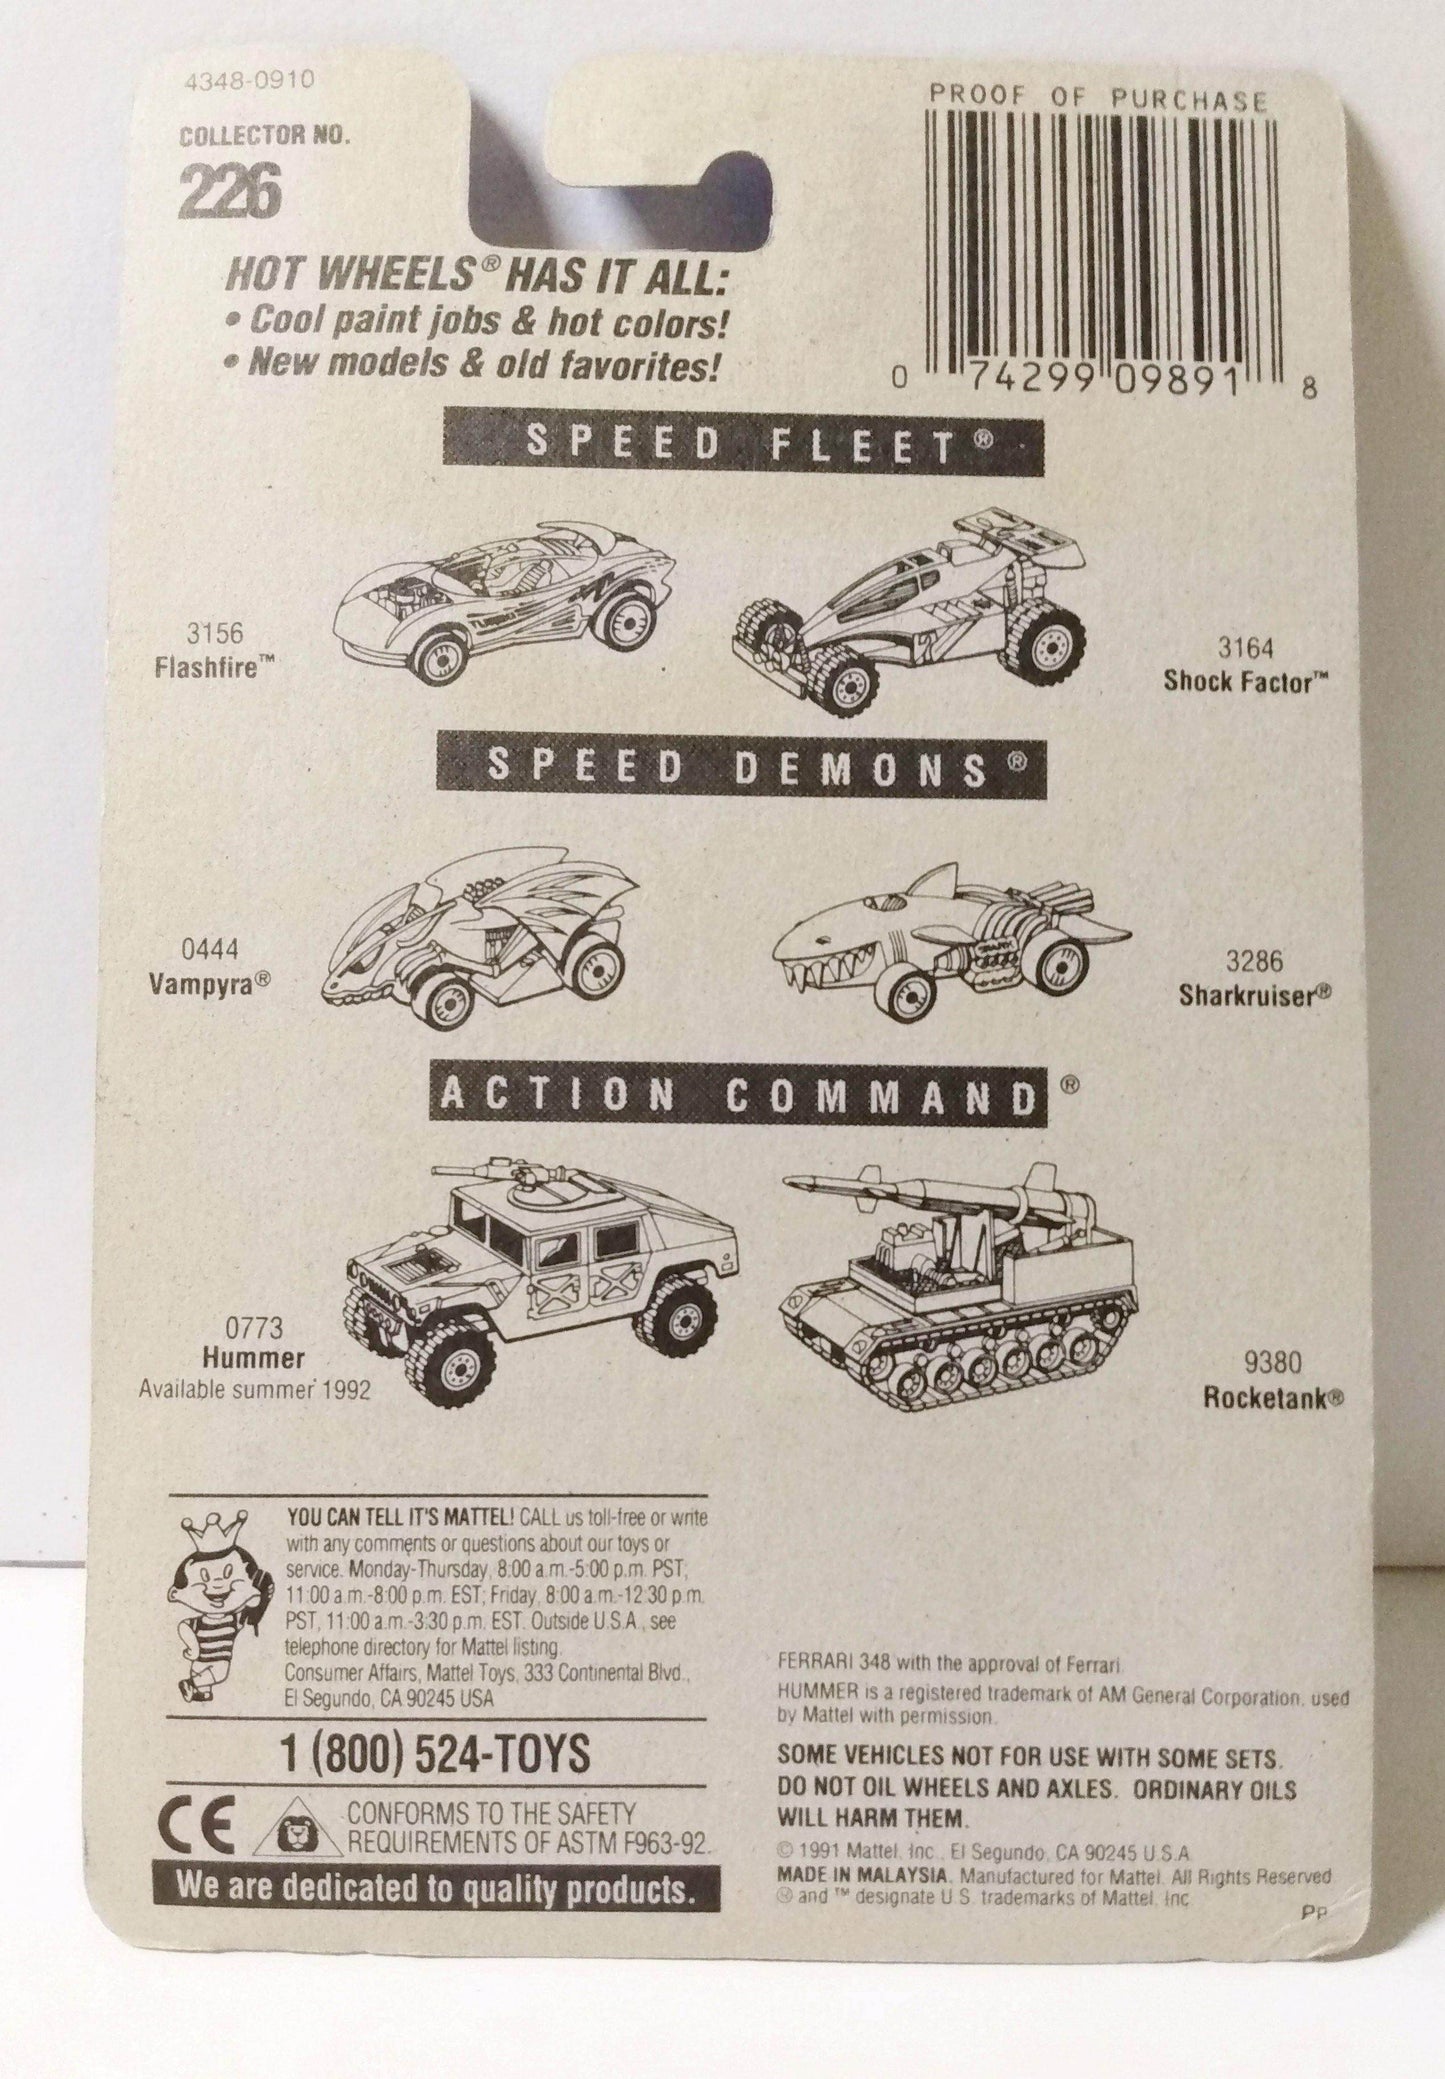 4348-0910
COLLECTOR NO.
226
PROOF OF PURCHASE
0 74299 09891 8
HOT WHEELS® HAS IT ALL:
• Cool paint jobs & hot colors!
• New models & old favorites!
SPEED FLEET®
3156
Flashfire™
3164
Shock Factor™
SPEED DEMONS®
0444
Vampyra®
3286
Sharkruiser®
ACTION COMMAND®
0773
Hummer
Available summer 1992
9380
Rocketank®
YOU CAN TELL IT'S MATTEL! CALL us toll-free or write
with any comments or questions about our toys or
service. Monday-Thursday, 8:00 a.m.-5:00 p.m. PST;
11:00 a.m.-8:00 p.m. EST; Friday, 8:00 a.m.-12:30 p.m.
PST, 11:00 a.m.-3:30 p.m. EST. Outside U.S.A., see
telephone directory for Mattel listing.
Consumer Affairs, Mattel Toys, 333 Continental Blvd.,
El Segundo, CA 90245 USA
1 (800) 524-TOYS
CE
CONFORMS TO THE SAFETY
REQUIREMENTS OF ASTM F963-92.
We are dedicated to quality products.
FERRARI 348 with the approval of Ferrari.
HUMMER is a registered trademark of AM General Corporation, used
by Mattel with permission.
SOME VEHICLES NOT FOR USE WITH SOME SETS.
DO NOT OIL WHEELS AND AXLES. ORDINARY OILS
WILL HARM THEM.
© 1991 Mattel, Inc., El Segundo, CA 90245 U.S.A.
MADE IN MALAYSIA. Manufactured for Mattel. All Rights Reserved
® and ™ designate U.S. trademarks of Mattel, Inc.
PP